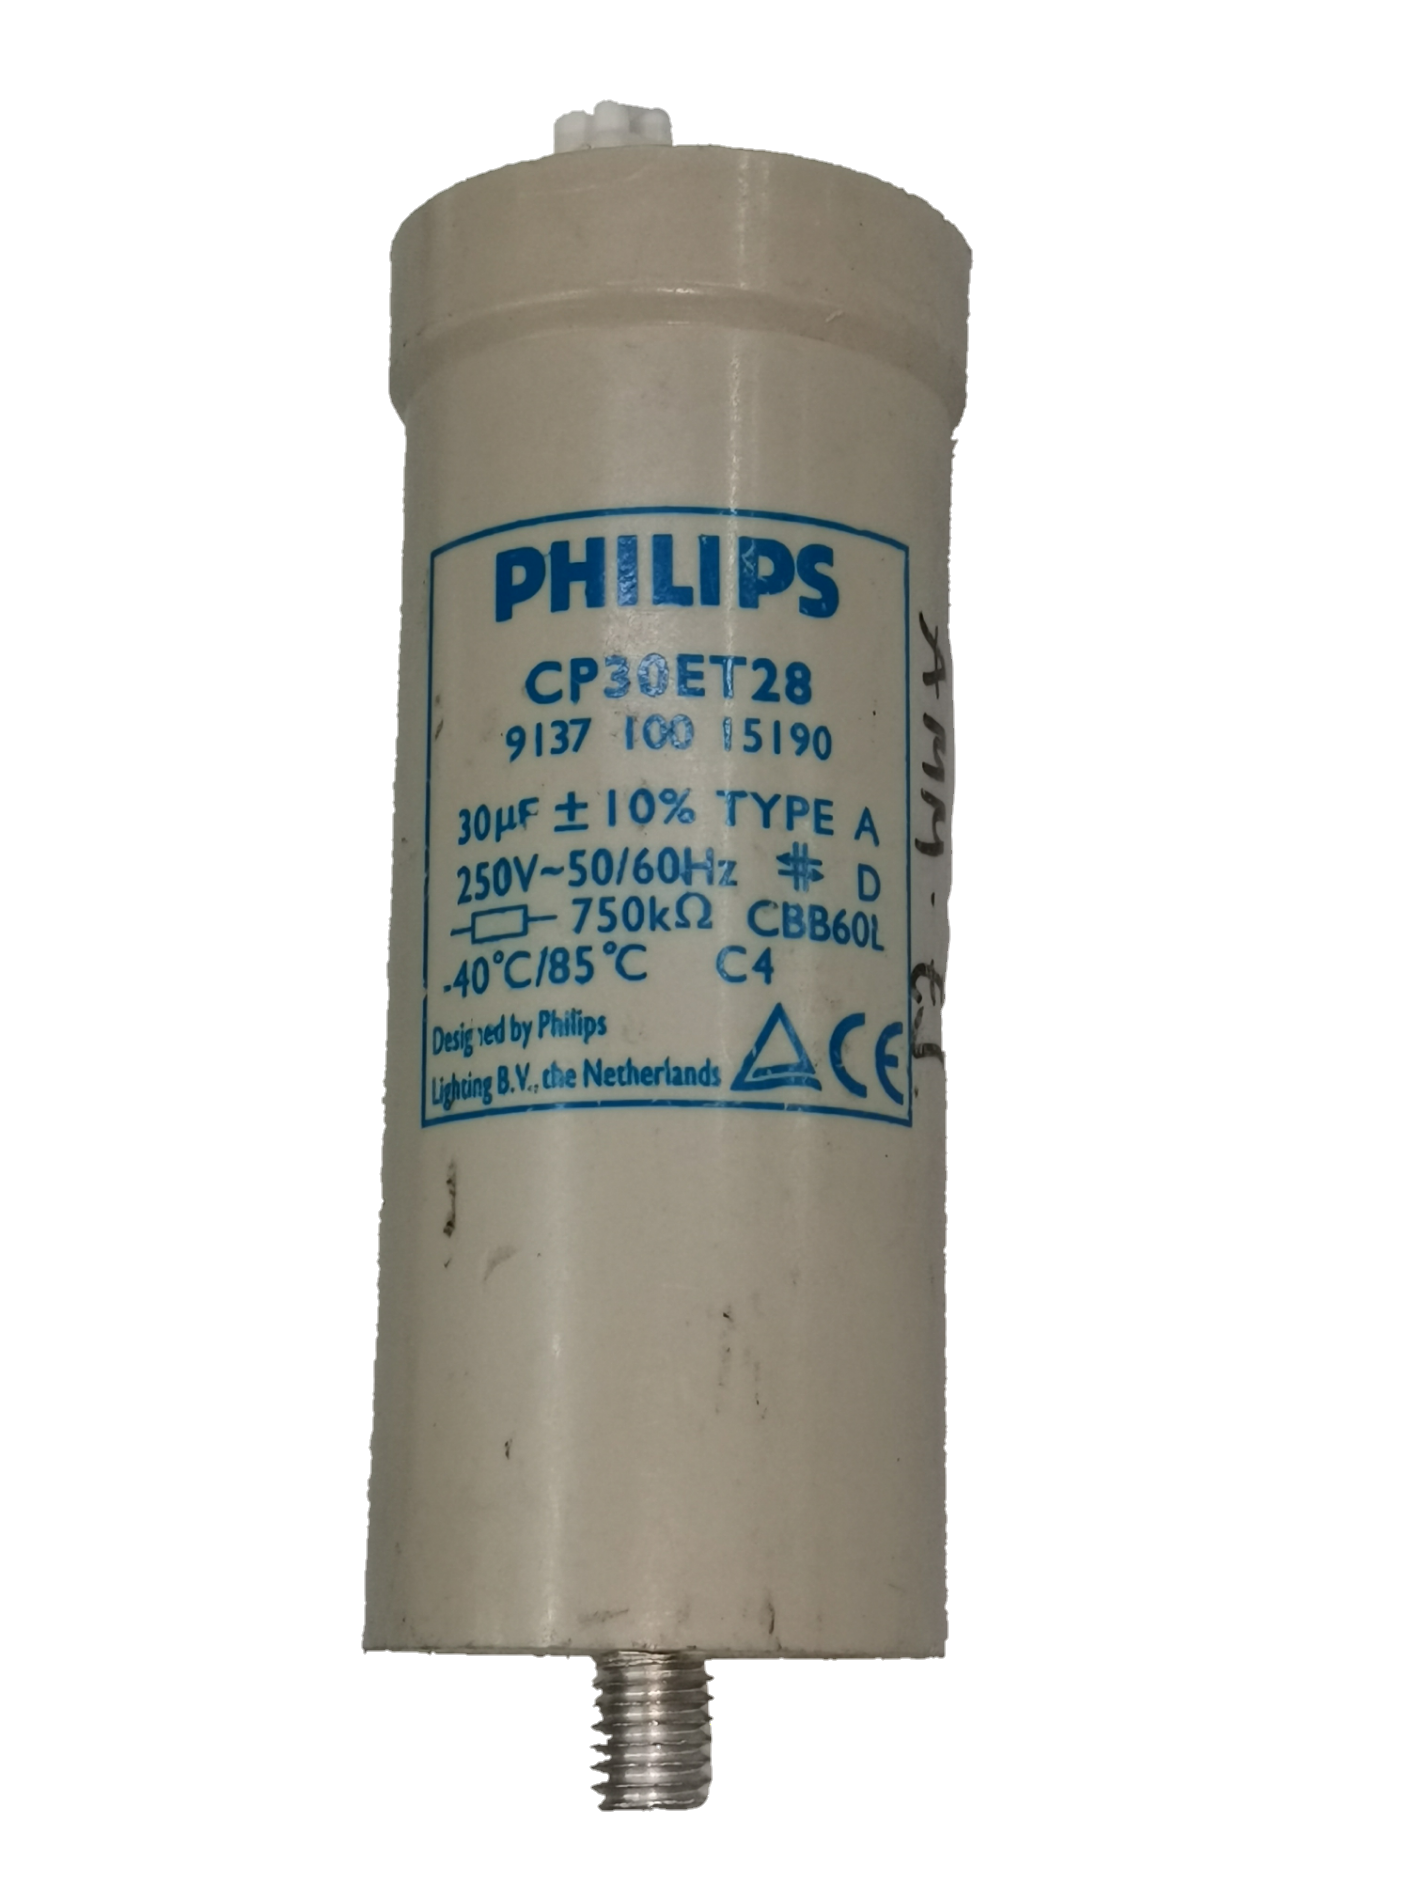 PHILIPS
CP30ET28
9137 100 15190
30µF ±10% TYPE A
250V~50/60Hz D
750kΩ CBB60L
-40°C/85°C C4
Designed by Philips
Lighting B.V., the Netherlands CE